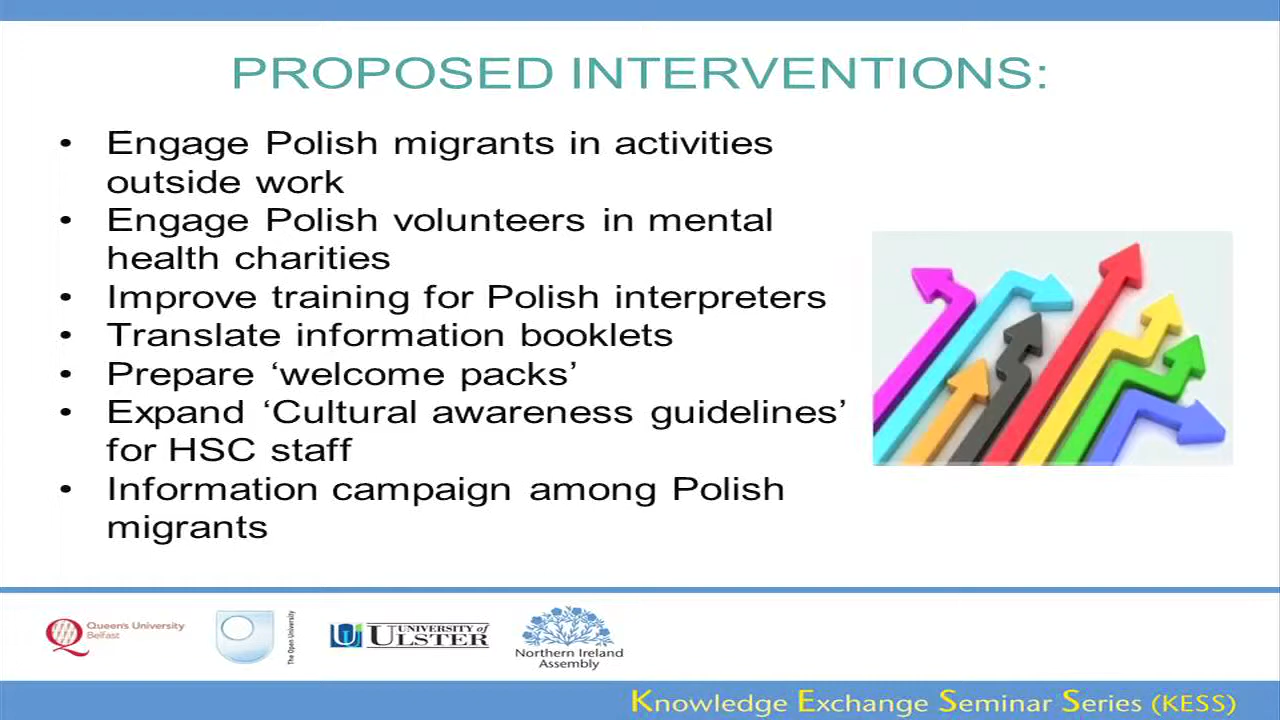 PROPOSED INTERVENTIONS:
• Engage Polish migrants in activities
outside work
• Engage Polish volunteers in mental
health charities
• Improve training for Polish interpreters
• Translate information booklets
• Prepare ‘welcome packs’
• Expand ‘Cultural awareness guidelines’
for HSC staff
• Information campaign among Polish
migrants
Queen's University
Belfast
The Open University
UNIVERSITY of
ULSTER
Northern Ireland
Assembly
Knowledge Exchange Seminar Series (KESS)